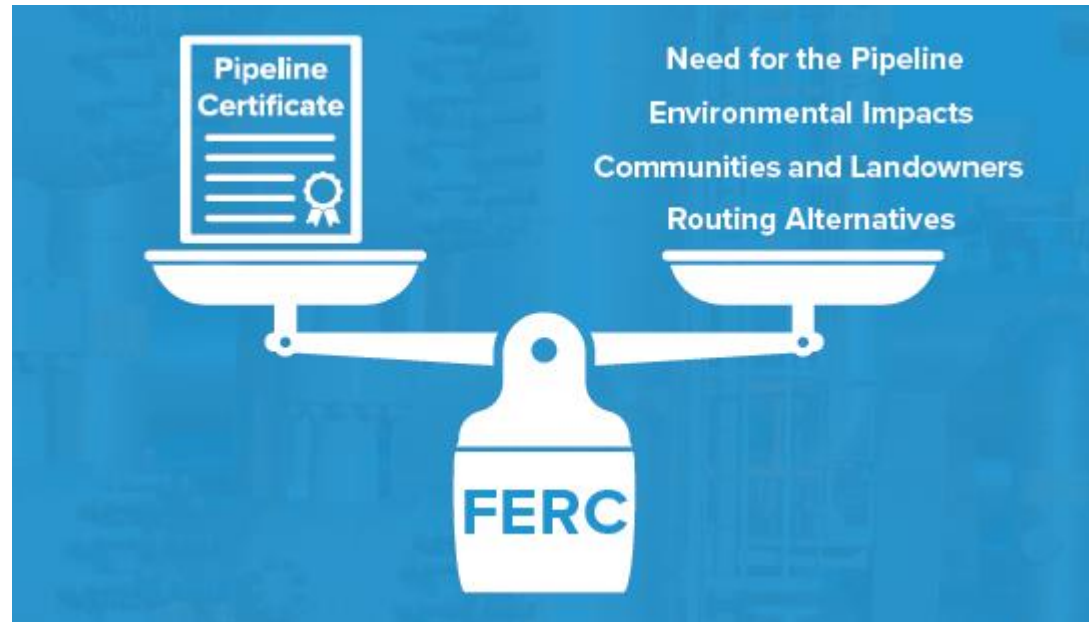 Pipeline
Certificate
Need for the Pipeline
Environmental Impacts
Communities and Landowners
Routing Alternatives
FERC